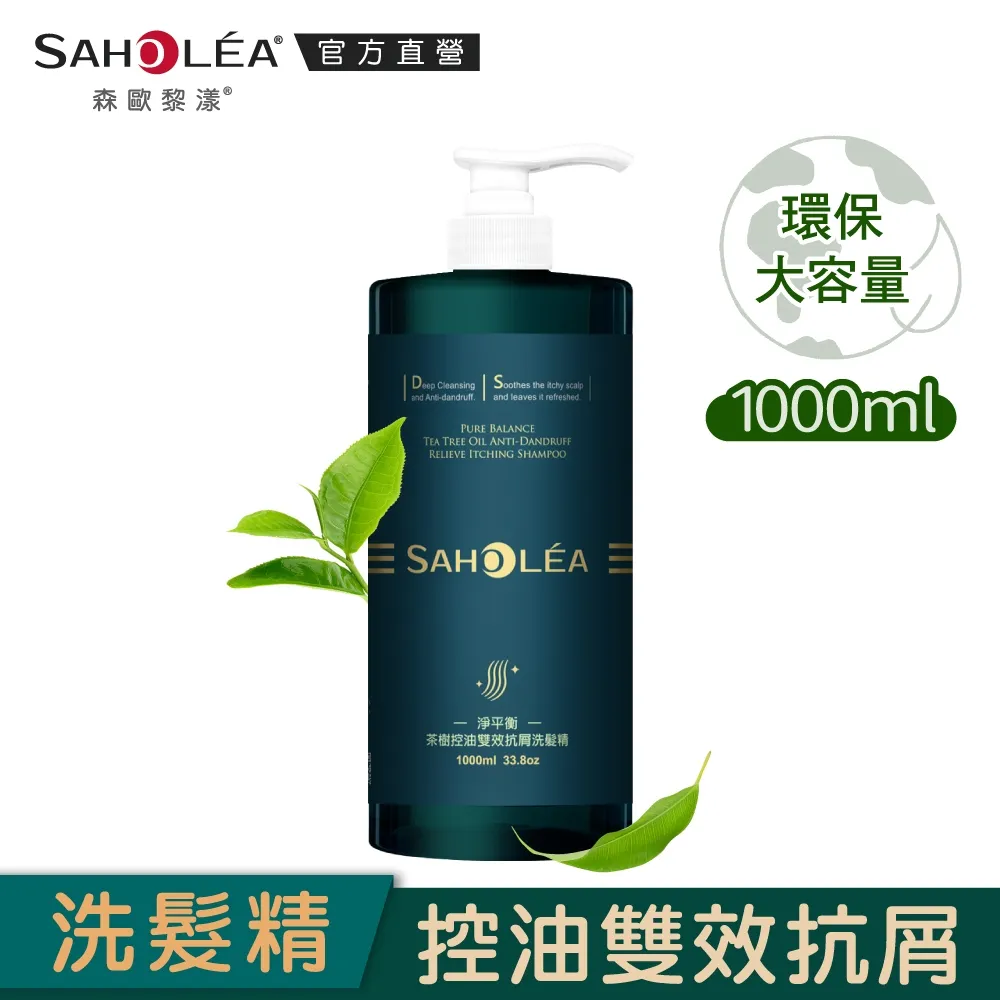 SAHOLÉA® 官方直營
森歐黎漾®
環保
大容量
1000ml
Deep Cleansing and Anti-dandruff.
Soothes the itchy scalp and leaves it refreshed.
PURE BALANCE
TEA TREE OIL ANTI-DANDRUFF
RELIEVE ITCHING SHAMPOO
SAHOLÉA
淨平衡
茶樹控油雙效抗屑洗髮精
1000ml 33.8oz
洗髮精
控油雙效抗屑